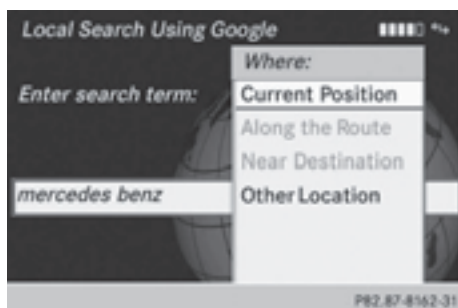 Local Search Using Google
Where:
Enter search term:
Current Position
Along the Route
Near Destination
mercedes benz
Other Location
P82.87-8162-31